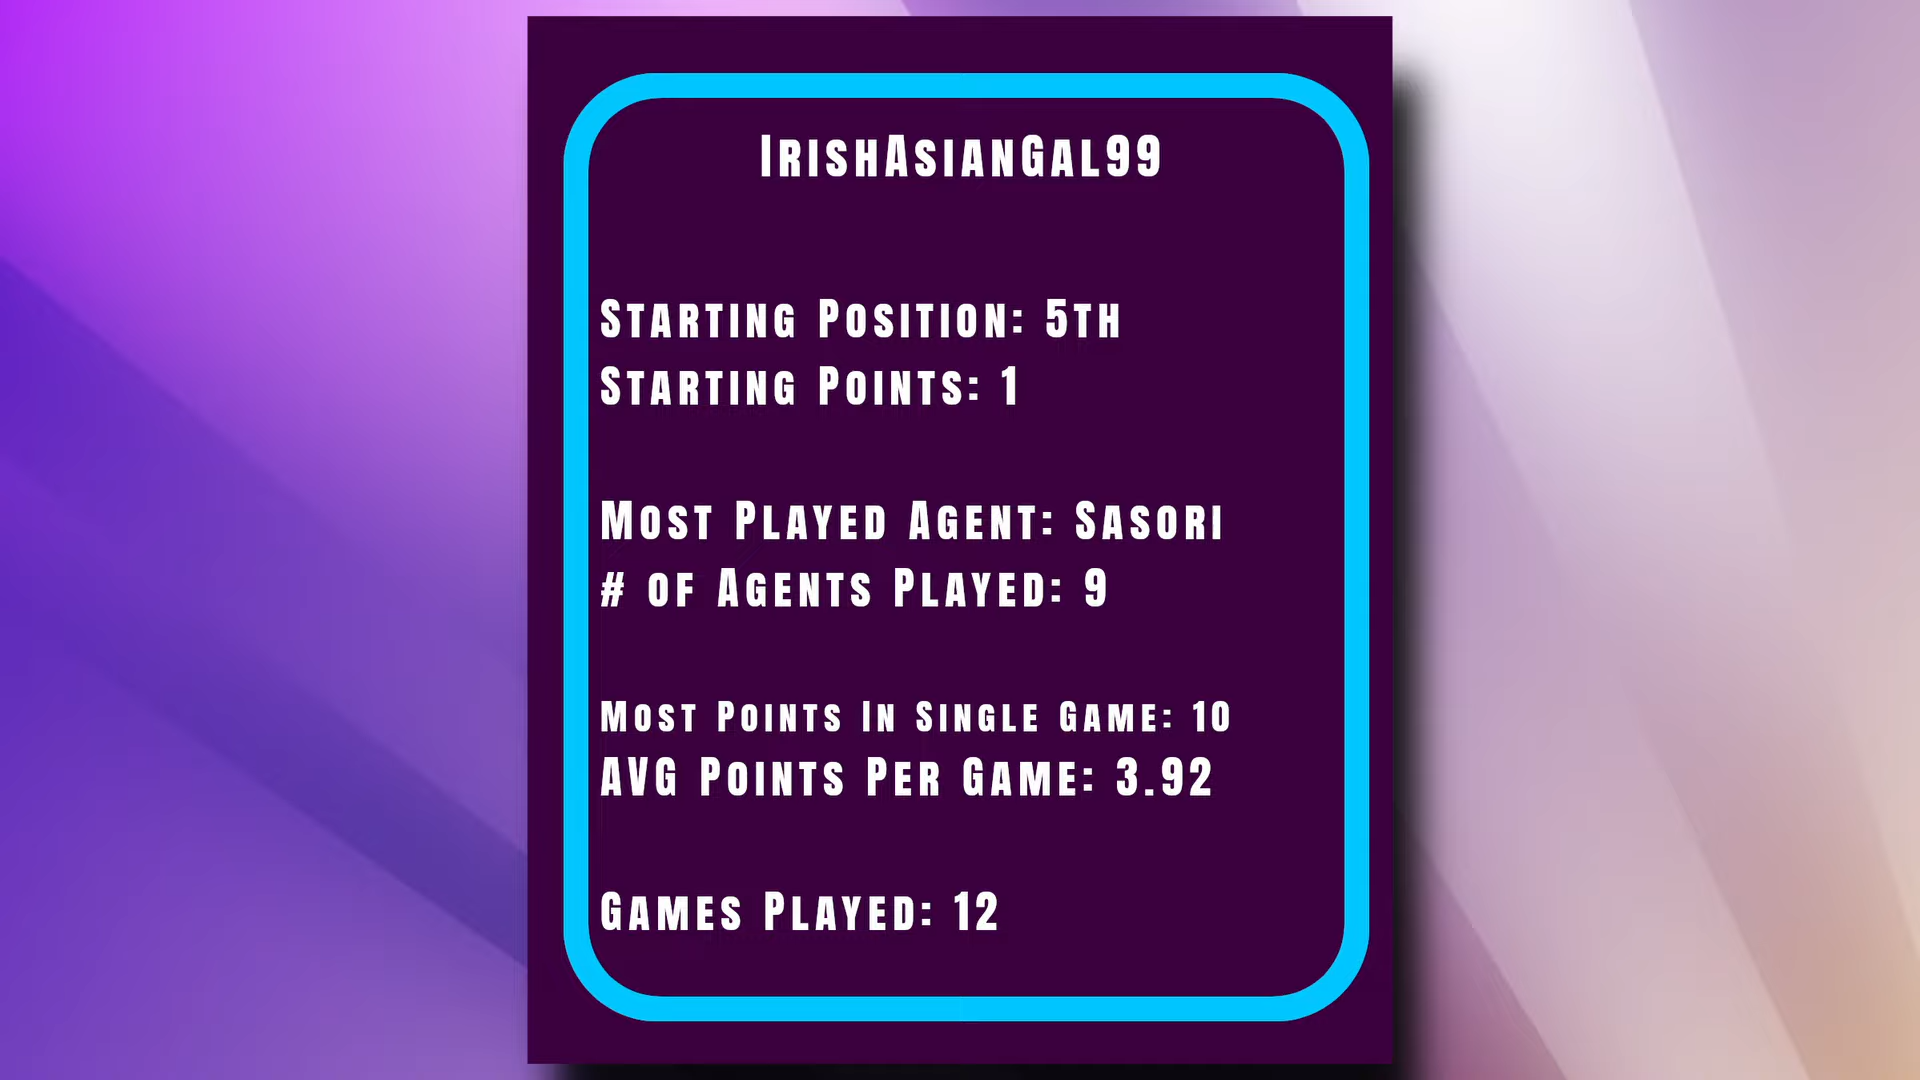 IrishAsianGal99
Starting Position: 5th
Starting Points: 1
Most Played Agent: Sasori
# of Agents Played: 9
Most Points In Single Game: 10
AVG Points Per Game: 3.92
Games Played: 12